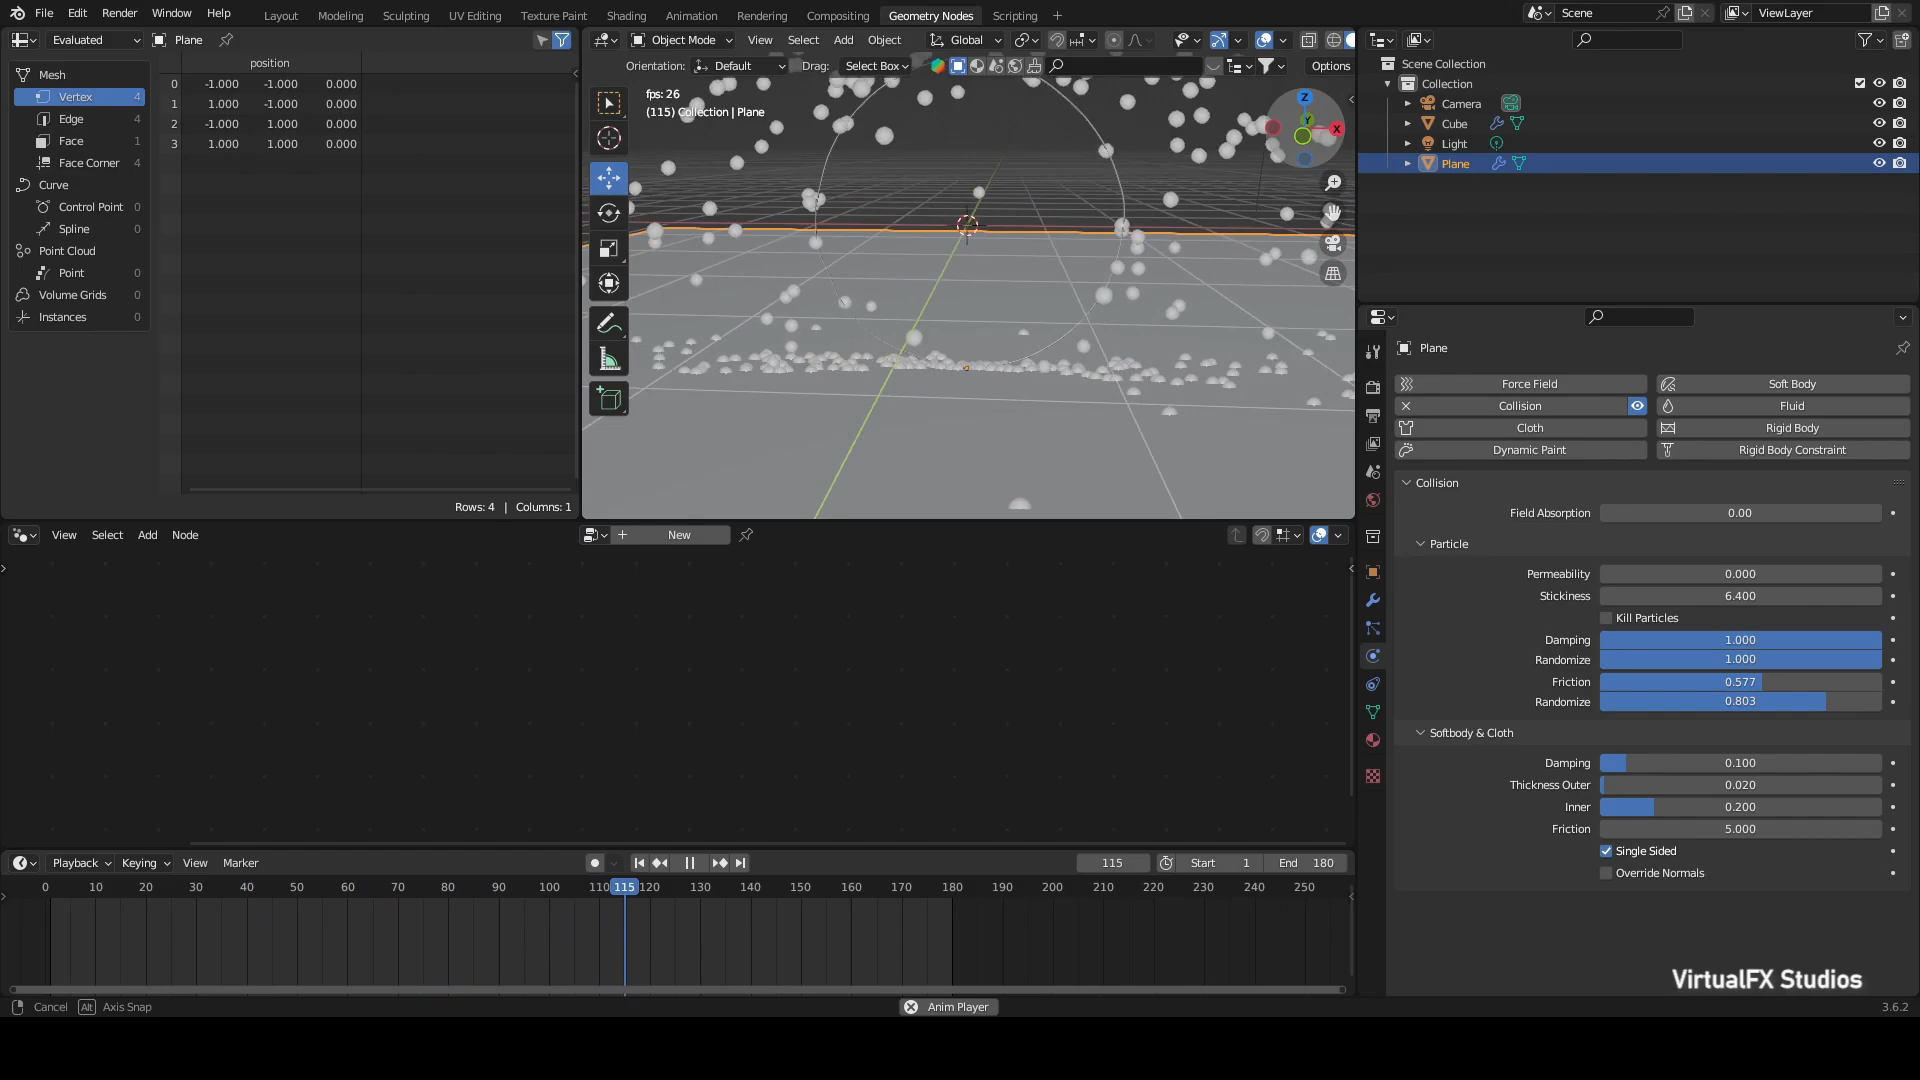 File Edit Render Window Help Layout Modeling Sculpting UV Editing Texture Paint Shading Animation Rendering Compositing Geometry Nodes Scripting + Scene ViewLayer
Evaluated Plane
position
Mesh
Vertex 4
Edge 4
Face 1
Face Corner 4
Curve
Control Point 0
Spline 0
Point Cloud
Point 0
Volume Grids 0
Instances 0
0 -1.000 -1.000 0.000
1 1.000 -1.000 0.000
2 -1.000 1.000 0.000
3 1.000 1.000 0.000
Rows: 4 | Columns: 1
Object Mode View Select Add Object Global
Orientation: Default Drag: Select Box Options
fps: 26
(115) Collection | Plane
Z
Y
X
Scene Collection
Collection
Camera
Cube
Light
Plane
Plane
Force Field Soft Body
Collision Fluid
Cloth Rigid Body
Dynamic Paint Rigid Body Constraint
Collision
Field Absorption 0.00
Particle
Permeability 0.000
Stickiness 6.400
Kill Particles
Damping 1.000
Randomize 1.000
Friction 0.577
Randomize 0.803
Softbody & Cloth
Damping 0.100
Thickness Outer 0.020
Inner 0.200
Friction 5.000
Single Sided
Override Normals
View Select Add Node New
Playback Keying View Marker 115 Start 1 End 180
0 10 20 30 40 50 60 70 80 90 100 110 115 120 130 140 150 160 170 180 190 200 210 220 230 240 250
VirtualFX Studios
Cancel Alt Axis Snap Anim Player 3.6.2